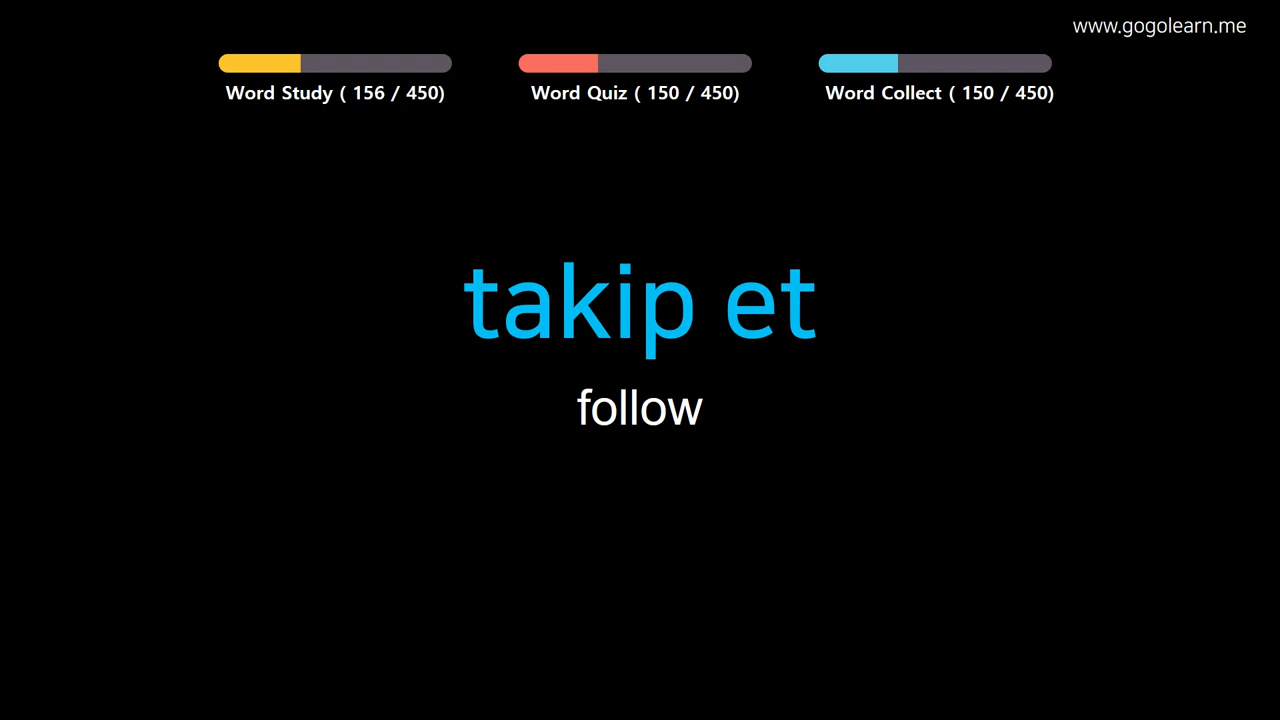 www.gogolearn.me
Word Study ( 156 / 450)
Word Quiz ( 150 / 450)
Word Collect ( 150 / 450)
takip et
follow